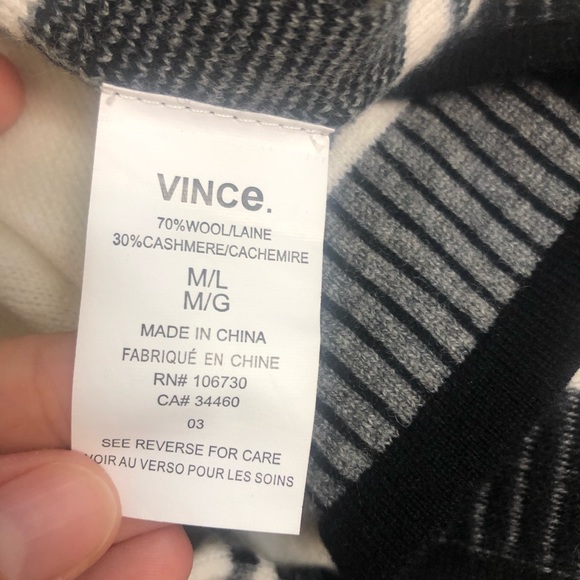 VINCe.
70%WOOL/LAINE
30%CASHMERE/CACHEMIRE
M/L
M/G
MADE IN CHINA
FABRIQUÉ EN CHINE
RN# 106730
CA# 34460
03
SEE REVERSE FOR CARE
VOIR AU VERSO POUR LES SOINS